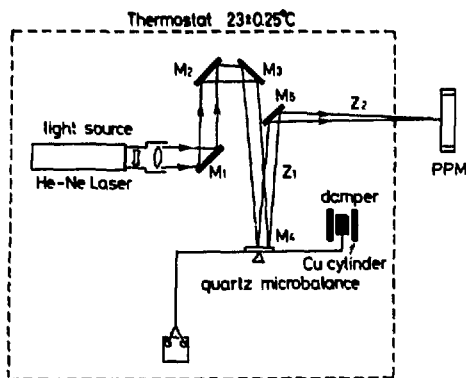 Thermostat 23±0.25°C
M2
M3
M5
Z2
light source
PPM
He-Ne Laser
M1
Z1
M4
damper
Cu cylinder
quartz microbalance